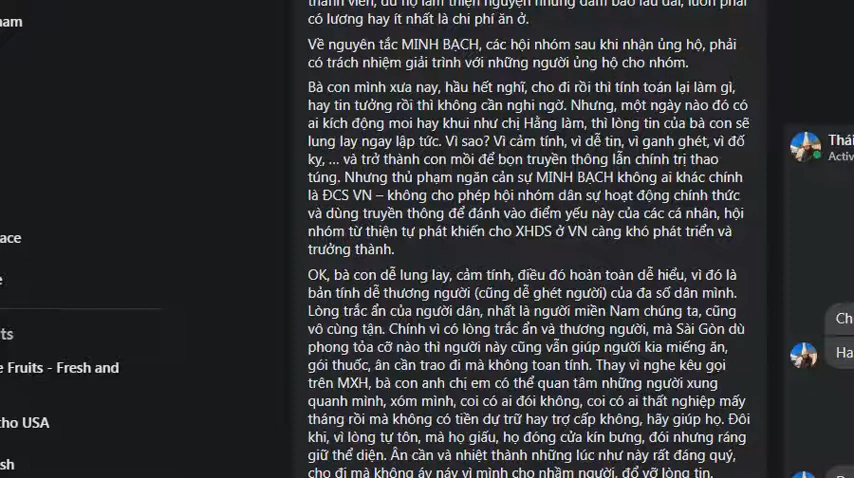 thành viên, dù họ làm thiện nguyện nhưng đảm bảo lâu dài, luôn phải
có lương hay ít nhất là chi phí ăn ở.
Về nguyên tắc MINH BẠCH, các hội nhóm sau khi nhận ủng hộ, phải
có trách nhiệm giải trình với những người ủng hộ cho nhóm.
Bà con mình xưa nay, hầu hết nghĩ, cho đi rồi thì tính toán lại làm gì,
hay tin tưởng rồi thì không cần nghi ngờ. Nhưng, một ngày nào đó có
ai kích động moi hay khui như chị Hằng làm, thì lòng tin của bà con sẽ
lung lay ngay lập tức. Vì sao? Vì cảm tính, vì dễ tin, vì ganh ghét, vì đố
kỵ, ... và trở thành con mồi để bọn truyền thông lẫn chính trị thao
túng. Nhưng thủ phạm ngăn cản sự MINH BẠCH không ai khác chính
là ĐCS VN – không cho phép hội nhóm dân sự hoạt động chính thức
và dùng truyền thông để đánh vào điểm yếu này của các cá nhân, hội
nhóm từ thiện tự phát khiến cho XHDS ở VN càng khó phát triển và
trưởng thành.
OK, bà con dễ lung lay, cảm tính, điều đó hoàn toàn dễ hiểu, vì đó là
bản tính dễ thương người (cũng dễ ghét người) của đa số dân mình.
Lòng trắc ẩn của người dân, nhất là người miền Nam chúng ta, cũng
vô cùng tận. Chính vì có lòng trắc ẩn và thương người, mà Sài Gòn dù
phong tỏa cỡ nào thì người này cũng vẫn giúp người kia miếng ăn,
gói thuốc, ân cần trao đi mà không toan tính. Thay vì nghe kêu gọi
trên MXH, bà con anh chị em có thể quan tâm những người xung
quanh mình, xóm mình, coi có ai đói không, coi có ai thất nghiệp mấy
tháng rồi mà không có tiền dự trữ hay trợ cấp không, hãy giúp họ. Đôi
khi, vì lòng tự tôn, mà họ giấu, họ đóng cửa kín bưng, đói nhưng ráng
giữ thể diện. Ân cần và nhiệt thành những lúc như này rất đáng quý,
cho đi mà không áy náy vì mình cho nhầm người, đổ vỡ lòng tin.
nam
ace
e
ts
e Fruits - Fresh and
tho USA
sh
Thái
Activ
Ch
Ha